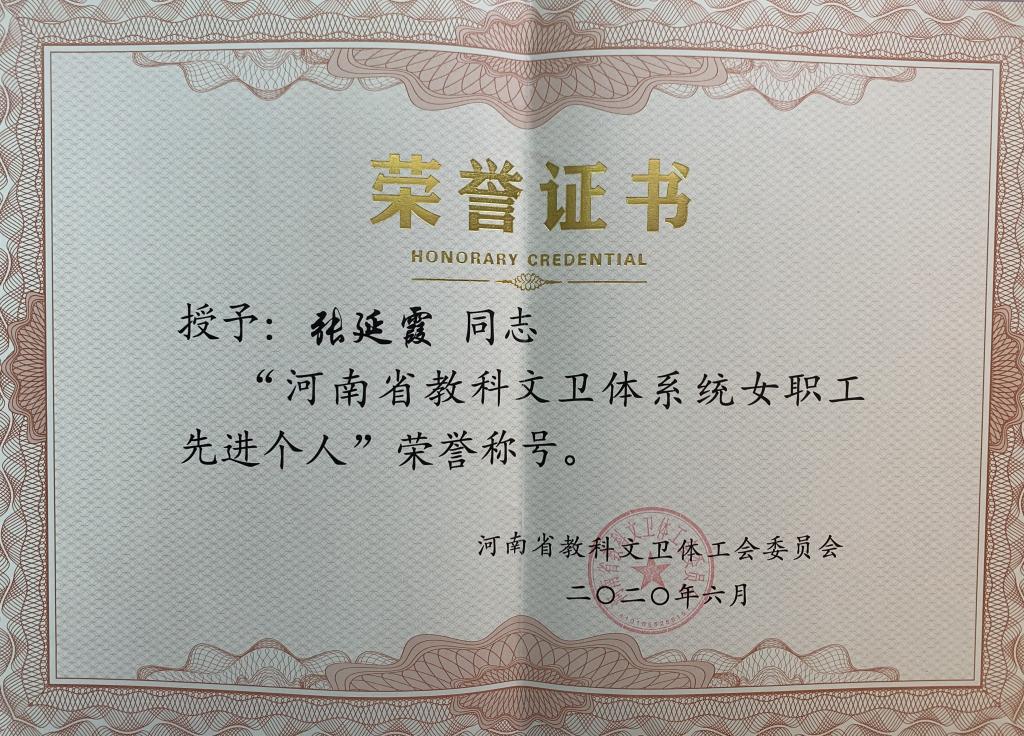 荣誉证书
HONORARY CREDENTIAL
授予：张延霞 同志
“河南省教科文卫体系统女职工
先进个人”荣誉称号。
河南省教科文卫体工会委员会
二〇二〇年六月